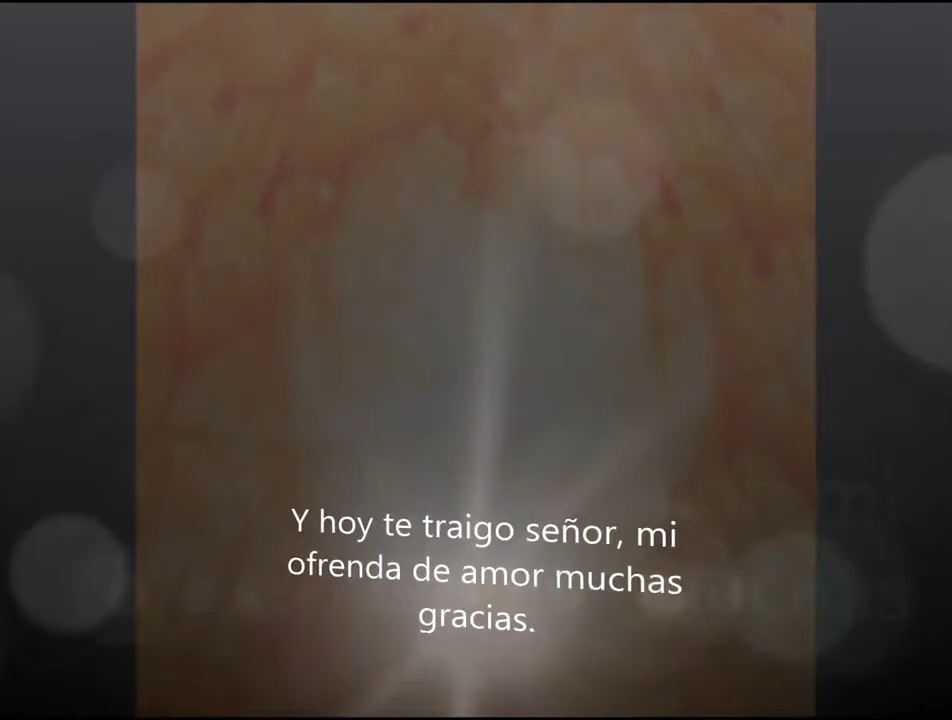 Y hoy te traigo señor, mi
ofrenda de amor muchas
gracias.